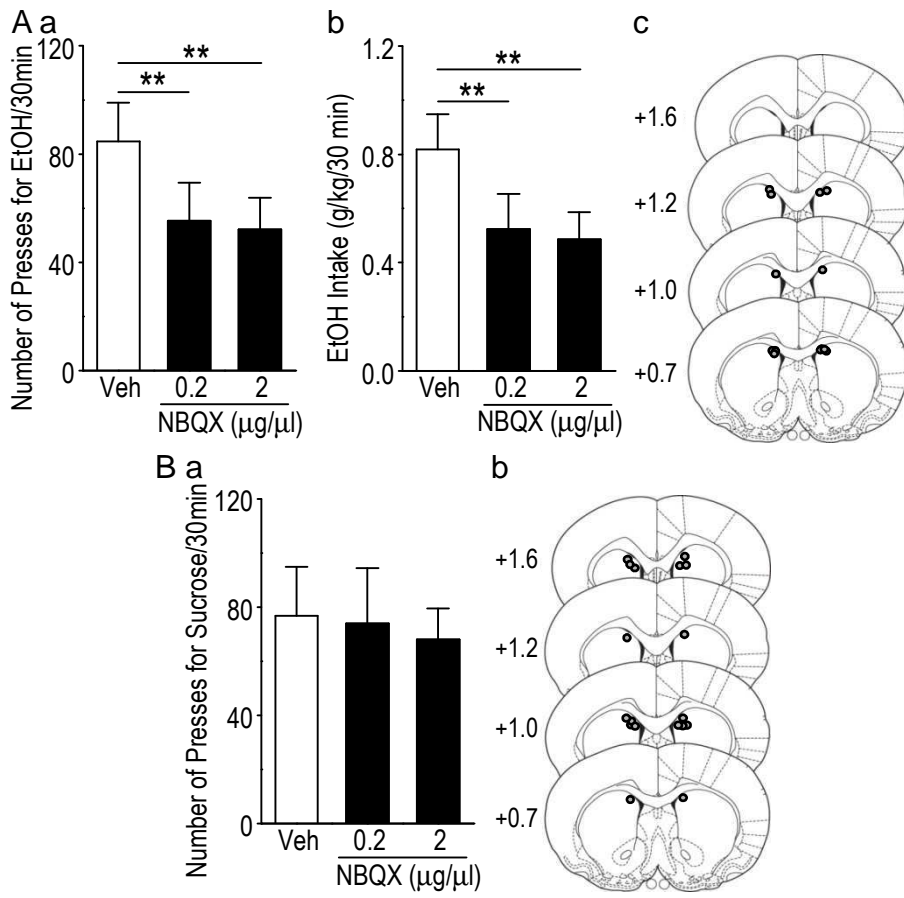 A a
Number of Presses for EtOH/30min
120
80
40
0
**
**
Veh
0.2
2
NBQX (μg/μl)
b
EtOH Intake (g/kg/30 min)
1.2
0.8
0.4
0.0
**
**
Veh
0.2
2
NBQX (μg/μl)
c
+1.6
+1.2
+1.0
+0.7
B a
Number of Presses for Sucrose/30min
120
80
40
0
Veh
0.2
2
NBQX (μg/μl)
b
+1.6
+1.2
+1.0
+0.7